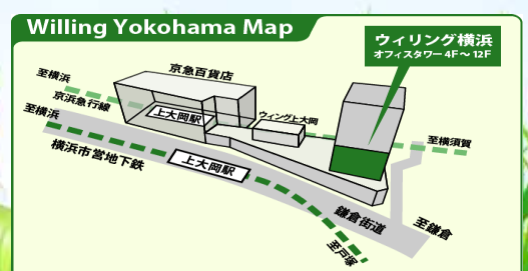 Willing Yokohama Map
ウィリング横浜
オフィスタワー4F〜12F
京急百貨店
至横浜
京浜急行線
上大岡駅
ウィング上大岡
至横浜
至横須賀
横浜市営地下鉄
上大岡駅
鎌倉街道
至鎌倉
至戸塚